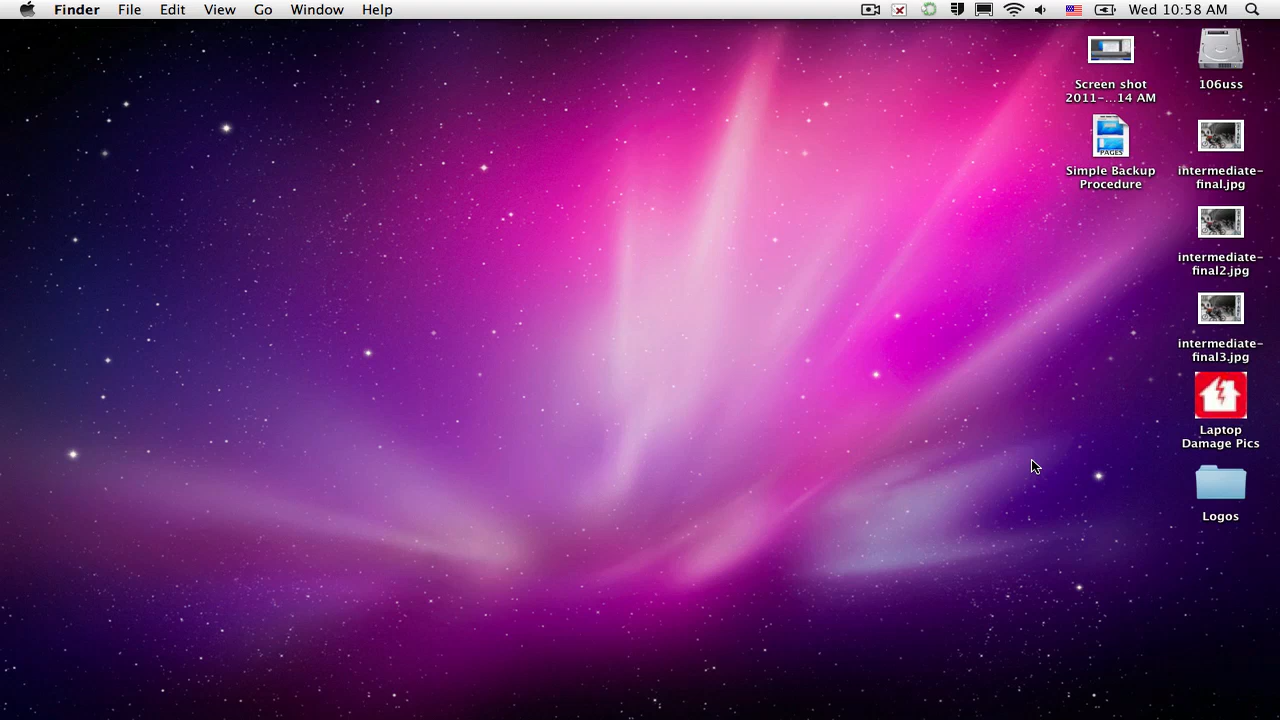 Finder File Edit View Go Window Help Wed 10:58 AM
Screen shot
2011-...14 AM
106uss
Simple Backup
Procedure
PAGES
intermediate-
final.jpg
intermediate-
final2.jpg
intermediate-
final3.jpg
Laptop
Damage Pics
Logos